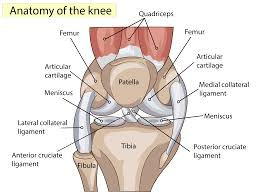 Anatomy of the knee
Quadriceps
Femur
Femur
Articular
cartilage
Articular
cartilage
Patella
Meniscus
Medial collateral
ligament
Meniscus
Lateral collateral
ligament
Posterior cruciate
ligament
Anterior cruciate
ligament
Tibia
Fibula